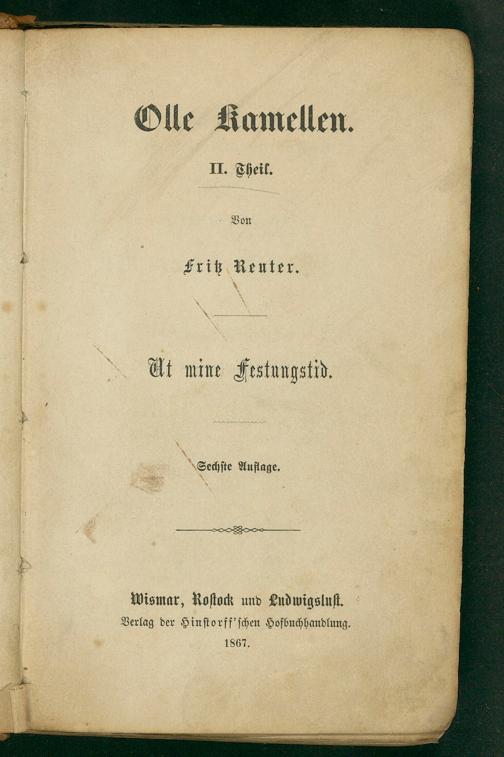 Olle Kamellen.
II. Theil.
Von
Fritz Reuter.
Ut mine Festungstid.
Sechste Auflage.
Wismar, Rostock und Ludwigslust.
Verlag der Hinstorff'schen Hofbuchhandlung.
1867.